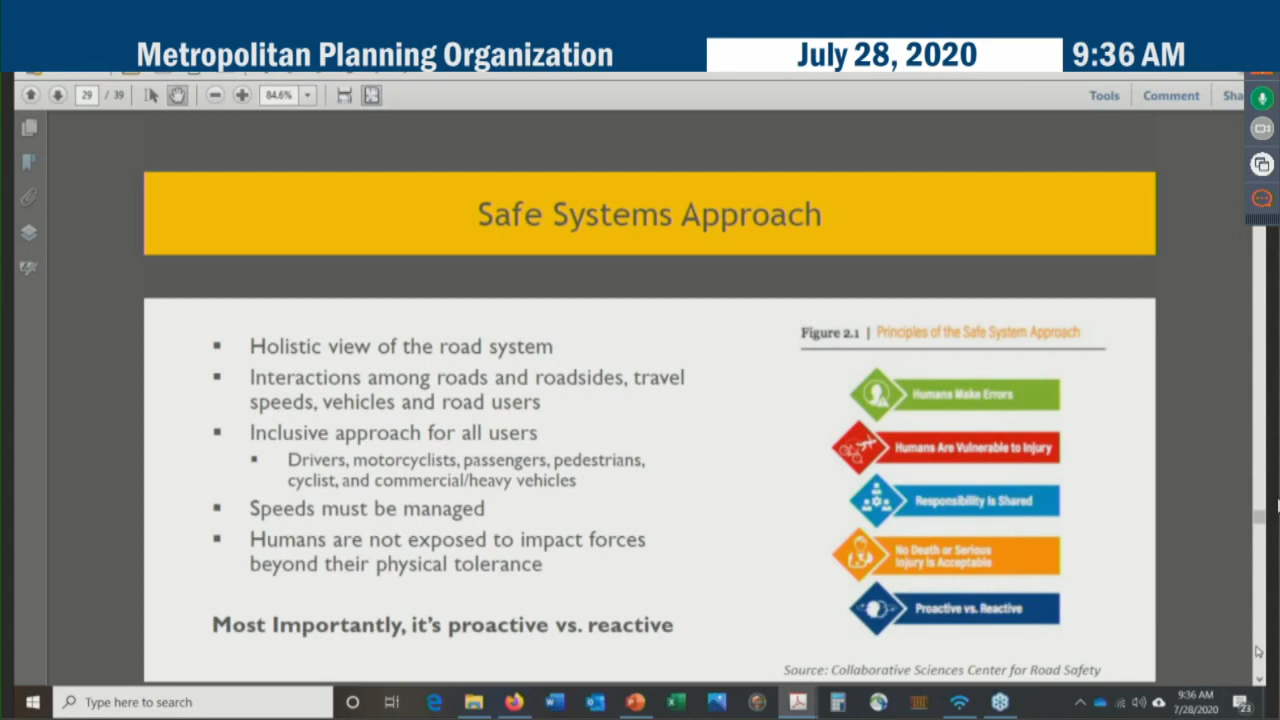 Metropolitan Planning Organization
July 28, 2020
9:36 AM
29 / 39
84.6%
Tools
Comment
Sha
Safe Systems Approach
▪ Holistic view of the road system
▪ Interactions among roads and roadsides, travel
speeds, vehicles and road users
▪ Inclusive approach for all users
▪ Drivers, motorcyclists, passengers, pedestrians,
cyclist, and commercial/heavy vehicles
▪ Speeds must be managed
▪ Humans are not exposed to impact forces
beyond their physical tolerance
Most Importantly, it's proactive vs. reactive
Figure 2.1 | Principles of the Safe System Approach
Humans Make Errors
Humans Are Vulnerable to Injury
Responsibility is Shared
No Death or Serious
Injury is Acceptable
Proactive vs. Reactive
Source: Collaborative Sciences Center for Road Safety
Type here to search
9:36 AM
7/28/2020
23